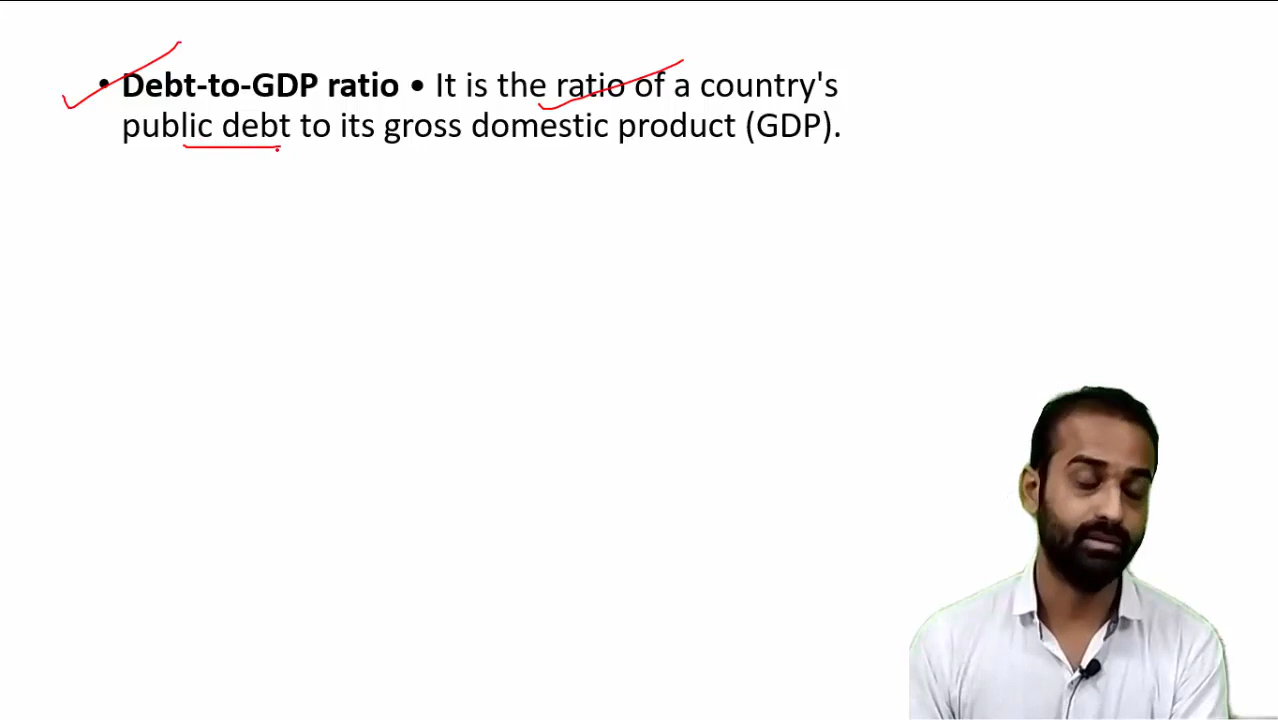 • Debt-to-GDP ratio • It is the ratio of a country's
public debt to its gross domestic product (GDP).